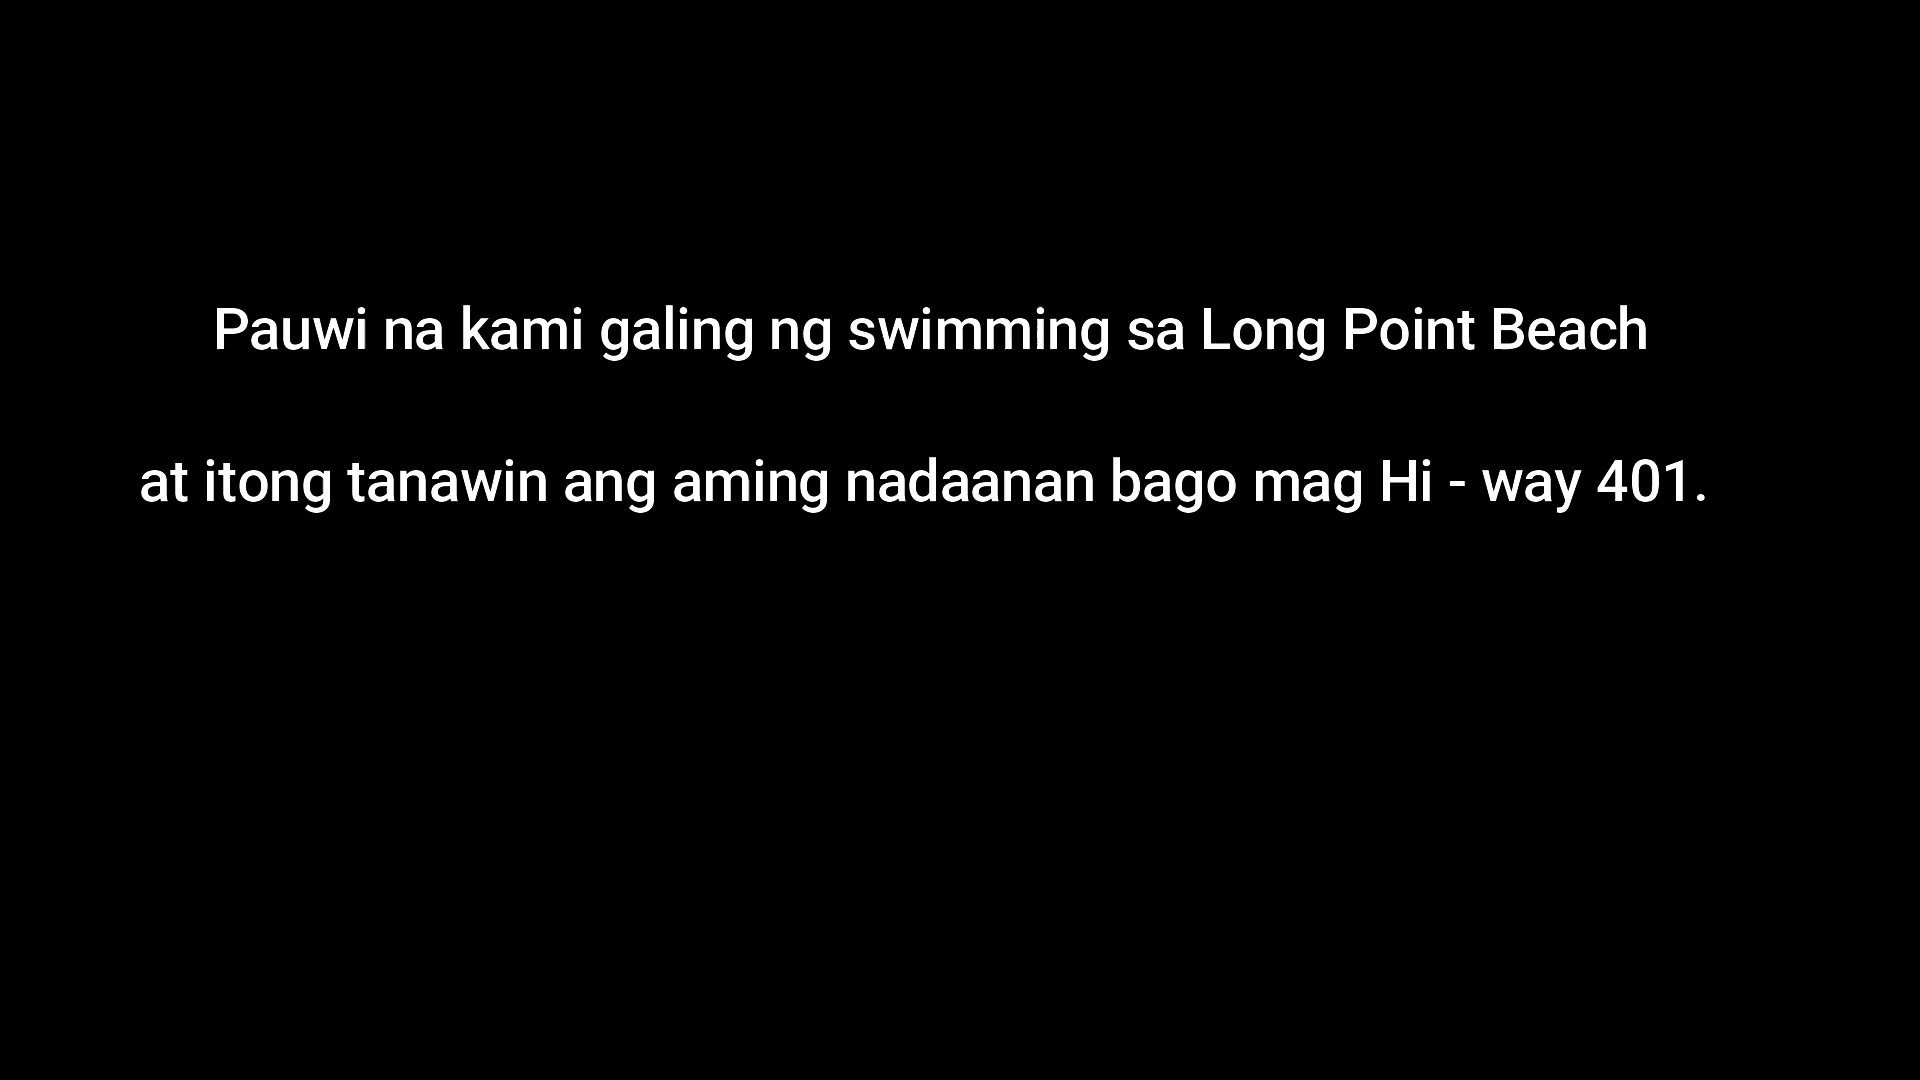 Pauwi na kami galing ng swimming sa Long Point Beach
at itong tanawin ang aming nadaanan bago mag Hi - way 401.